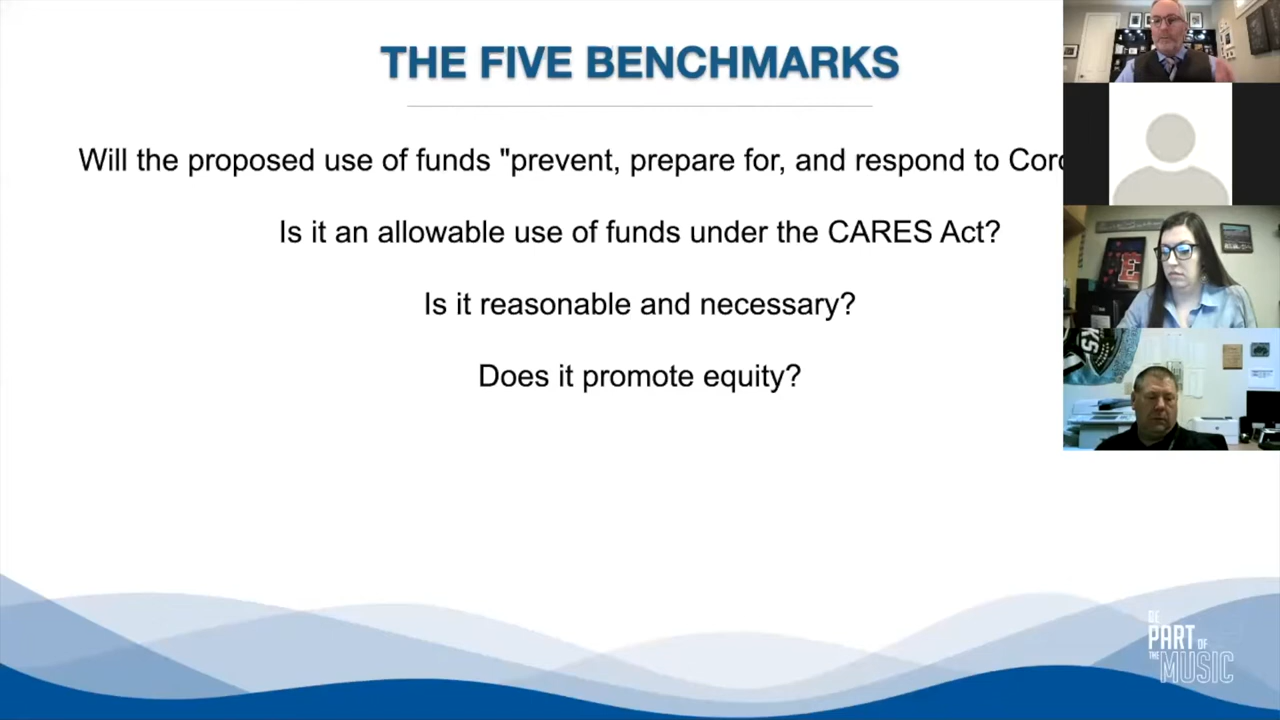 THE FIVE BENCHMARKS
Will the proposed use of funds "prevent, prepare for, and respond to
Is it an allowable use of funds under the CARES Act?
Is it reasonable and necessary?
Does it promote equity?
E
KS
BE
PART OF
THE MUSIC